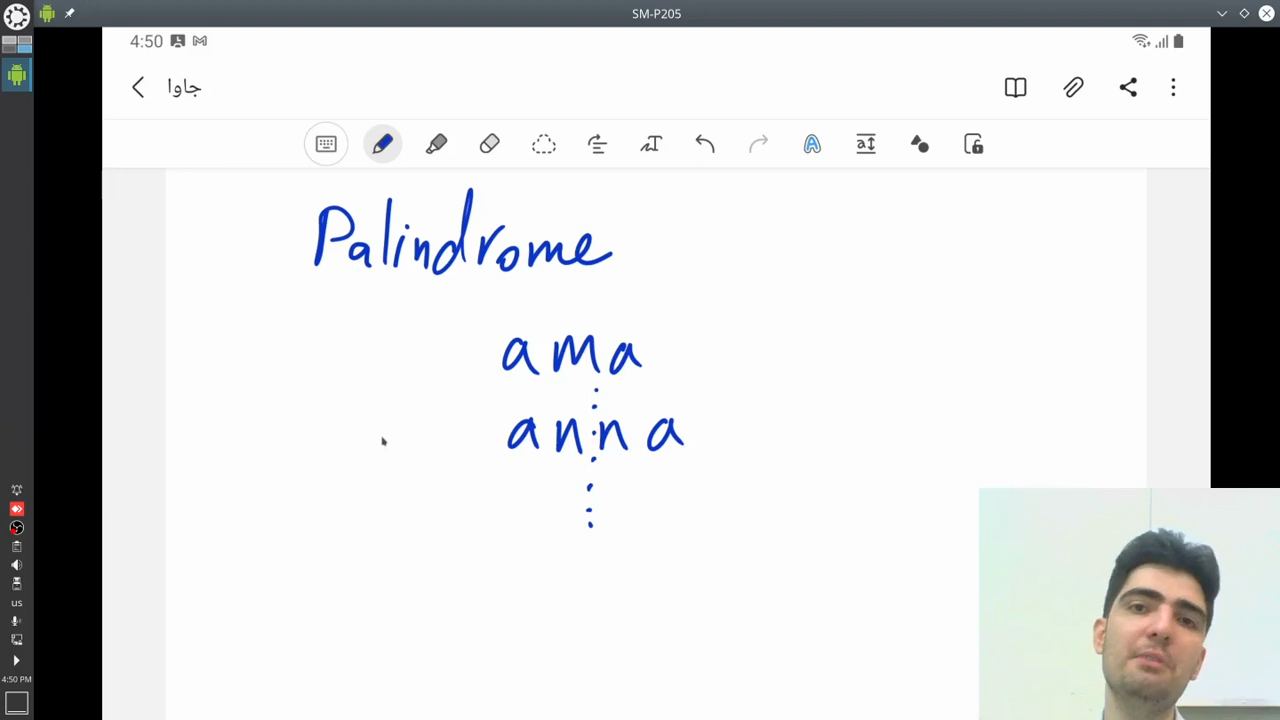 SM-P205
4:50
جاوا
Palindrome
ama
anna
us
4:50 PM